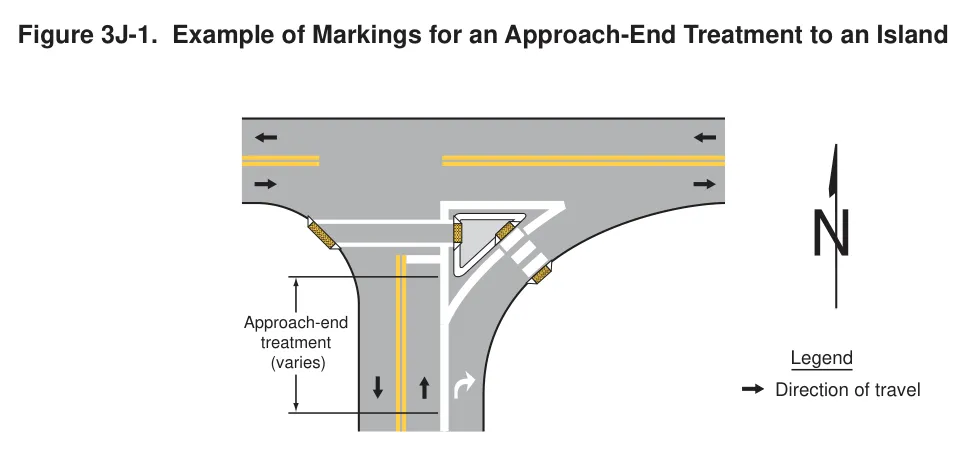 Figure 3J-1.  Example of Markings for an Approach-End Treatment to an Island
N
Approach-end
treatment
(varies)
Legend
Direction of travel